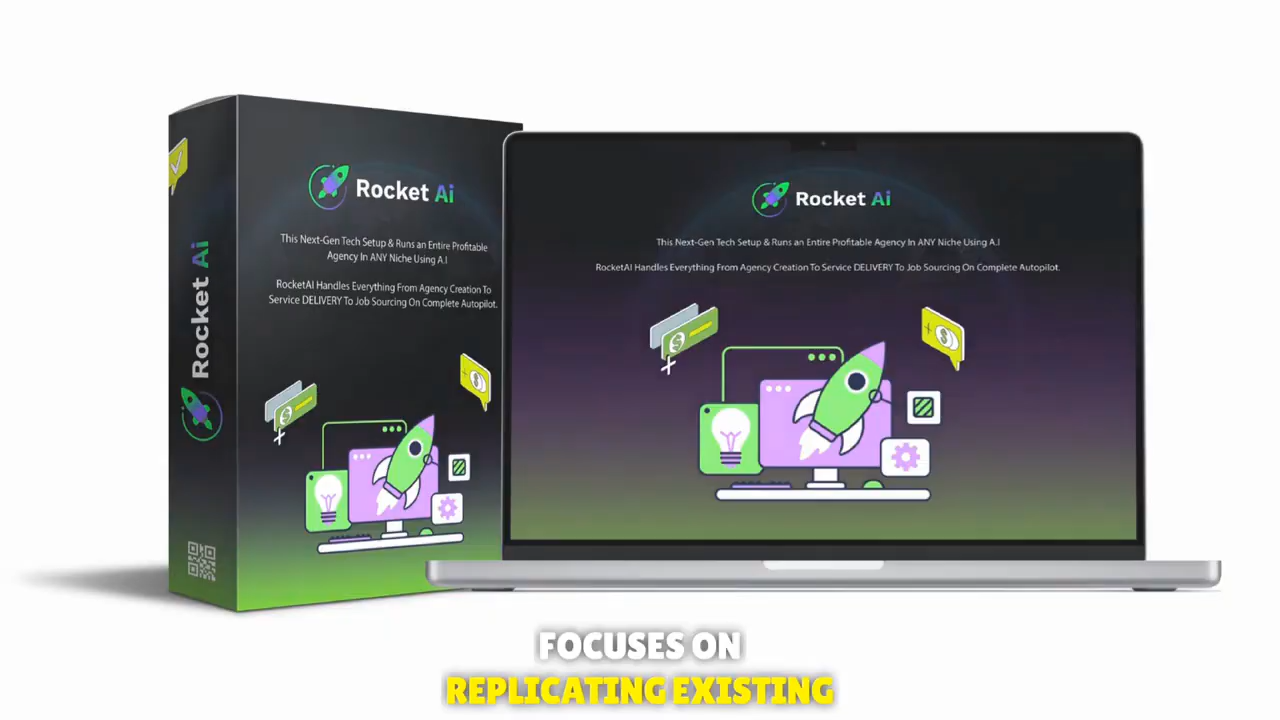 Rocket Ai
Rocket Ai
This Next-Gen Tech Setup & Runs an Entire Profitable
Agency In ANY Niche Using A.I
RocketAI Handles Everything From Agency Creation To
Service DELIVERY To Job Sourcing On Complete Autopilot.
Rocket Ai
This Next-Gen Tech Setup & Runs an Entire Profitable Agency In ANY Niche Using A.I
RocketAI Handles Everything From Agency Creation To Service DELIVERY To Job Sourcing On Complete Autopilot.
FOCUSES ON
REPLICATING EXISTING